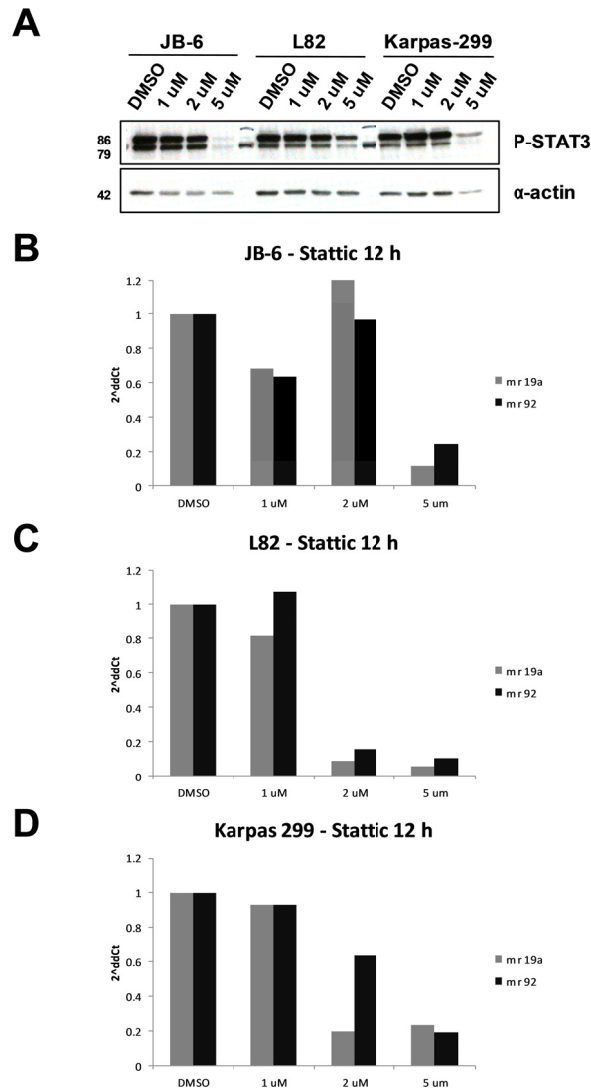 A
JB-6 L82 Karpas-299
DMSO 1 uM 2 uM 5 uM DMSO 1 uM 2 uM 5 uM DMSO 1 uM 2 uM 5 uM
86
79
P-STAT3
42
α-actin
B
JB-6 - Stattic 12 h
1.2
1
0.8
0.6
0.4
0.2
0
2^ddCt
DMSO 1 uM 2 uM 5 um
mr 19a
mr 92
C
L82 - Stattic 12 h
1.2
1
0.8
0.6
0.4
0.2
0
2^ddCt
DMSO 1 uM 2 uM 5 um
mr 19a
mr 92
D
Karpas 299 - Stattic 12 h
1.2
1
0.8
0.6
0.4
0.2
0
2^ddCt
DMSO 1 uM 2 uM 5 um
mr 19a
mr 92